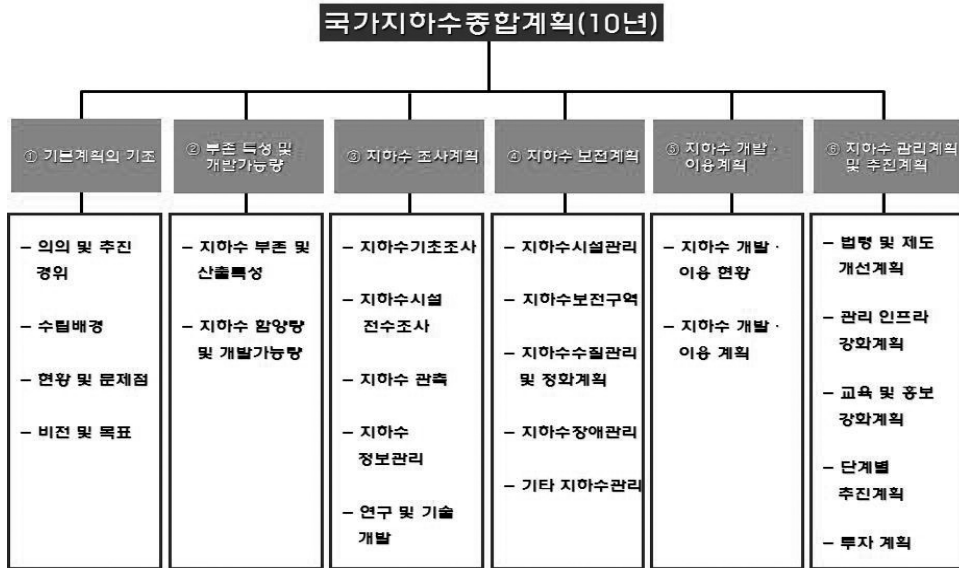 국가지하수종합계획(10년)
① 기본계획의 기조
② 부존 특성 및
개발가능량
③ 지하수 조사계획
④ 지하수 보전계획
⑤ 지하수 개발 ·
이용계획
⑥ 지하수 관리계획
및 추진계획
– 의의 및 추진
경위
– 수립배경
– 현황 및 문제점
– 비전 및 목표
– 지하수 부존 및
산출특성
– 지하수 함양량
및 개발가능량
– 지하수기초조사
– 지하수시설
전수조사
– 지하수 관측
– 지하수
정보관리
– 연구 및 기술
개발
– 지하수시설관리
– 지하수보전구역
– 지하수수질관리
및 정화계획
– 지하수장애관리
– 기타 지하수관리
– 지하수 개발 ·
이용 현황
– 지하수 개발 ·
이용 계획
– 법령 및 제도
개선계획
– 관리 인프라
강화계획
– 교육 및 홍보
강화계획
– 단계별
추진계획
– 투자 계획